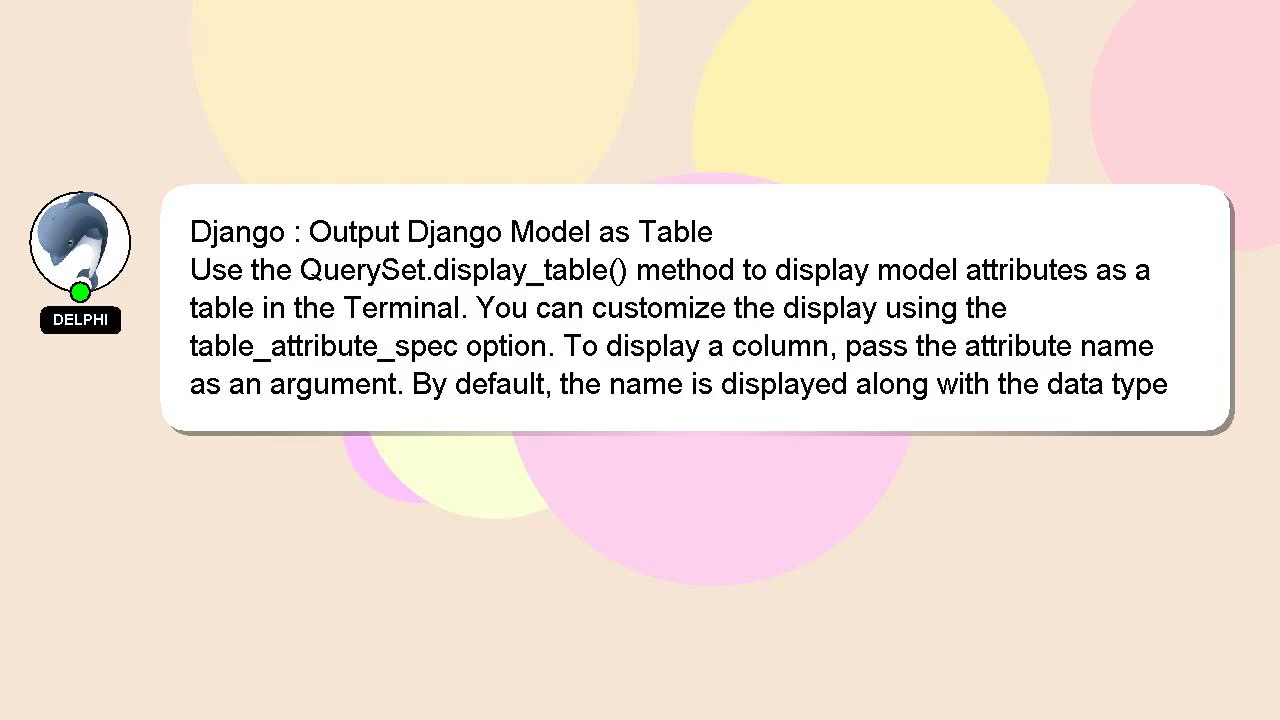 Django : Output Django Model as Table
Use the QuerySet.display_table() method to display model attributes as a
table in the Terminal. You can customize the display using the
table_attribute_spec option. To display a column, pass the attribute name
as an argument. By default, the name is displayed along with the data type
DELPHI